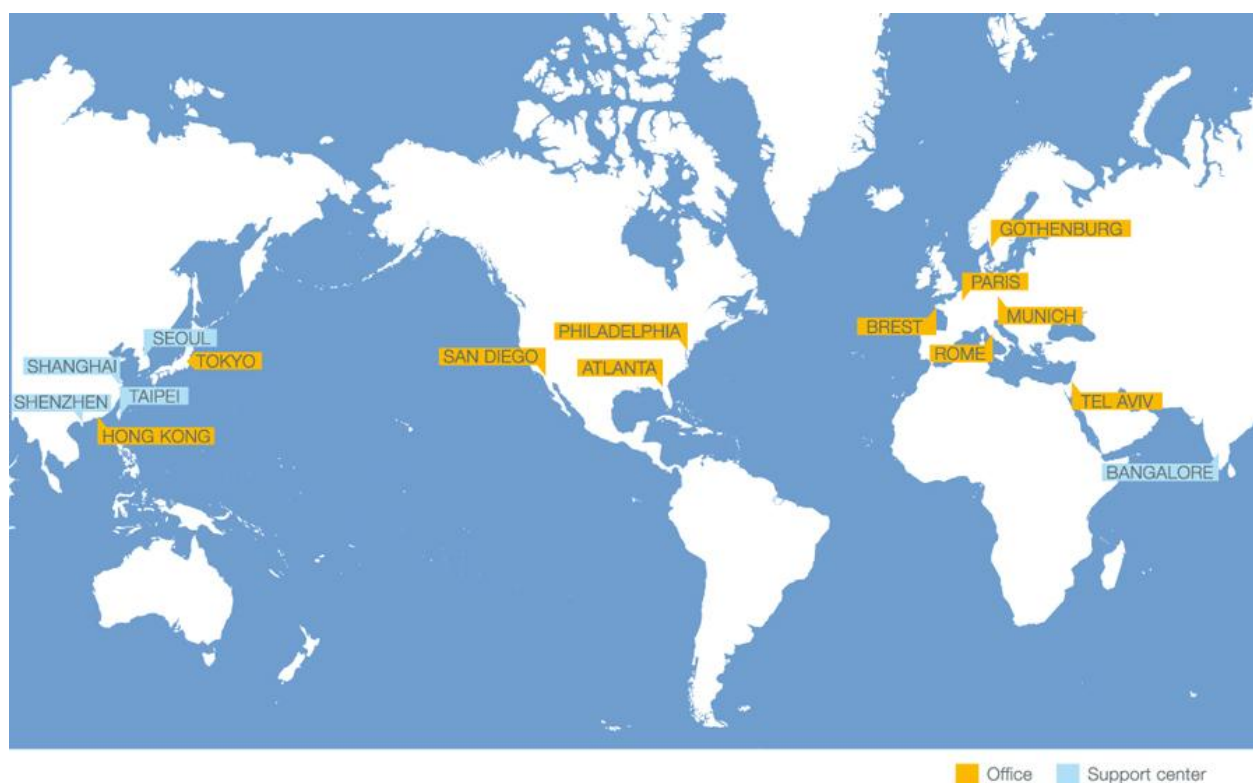 GOTHENBURG
PARIS
MUNICH
BREST
ROME
SEOUL
TOKYO
SHANGHAI
SHENZHEN
TAIPEI
HONG KONG
PHILADELPHIA
SAN DIEGO
ATLANTA
TEL AVIV
BANGALORE
Office
Support center